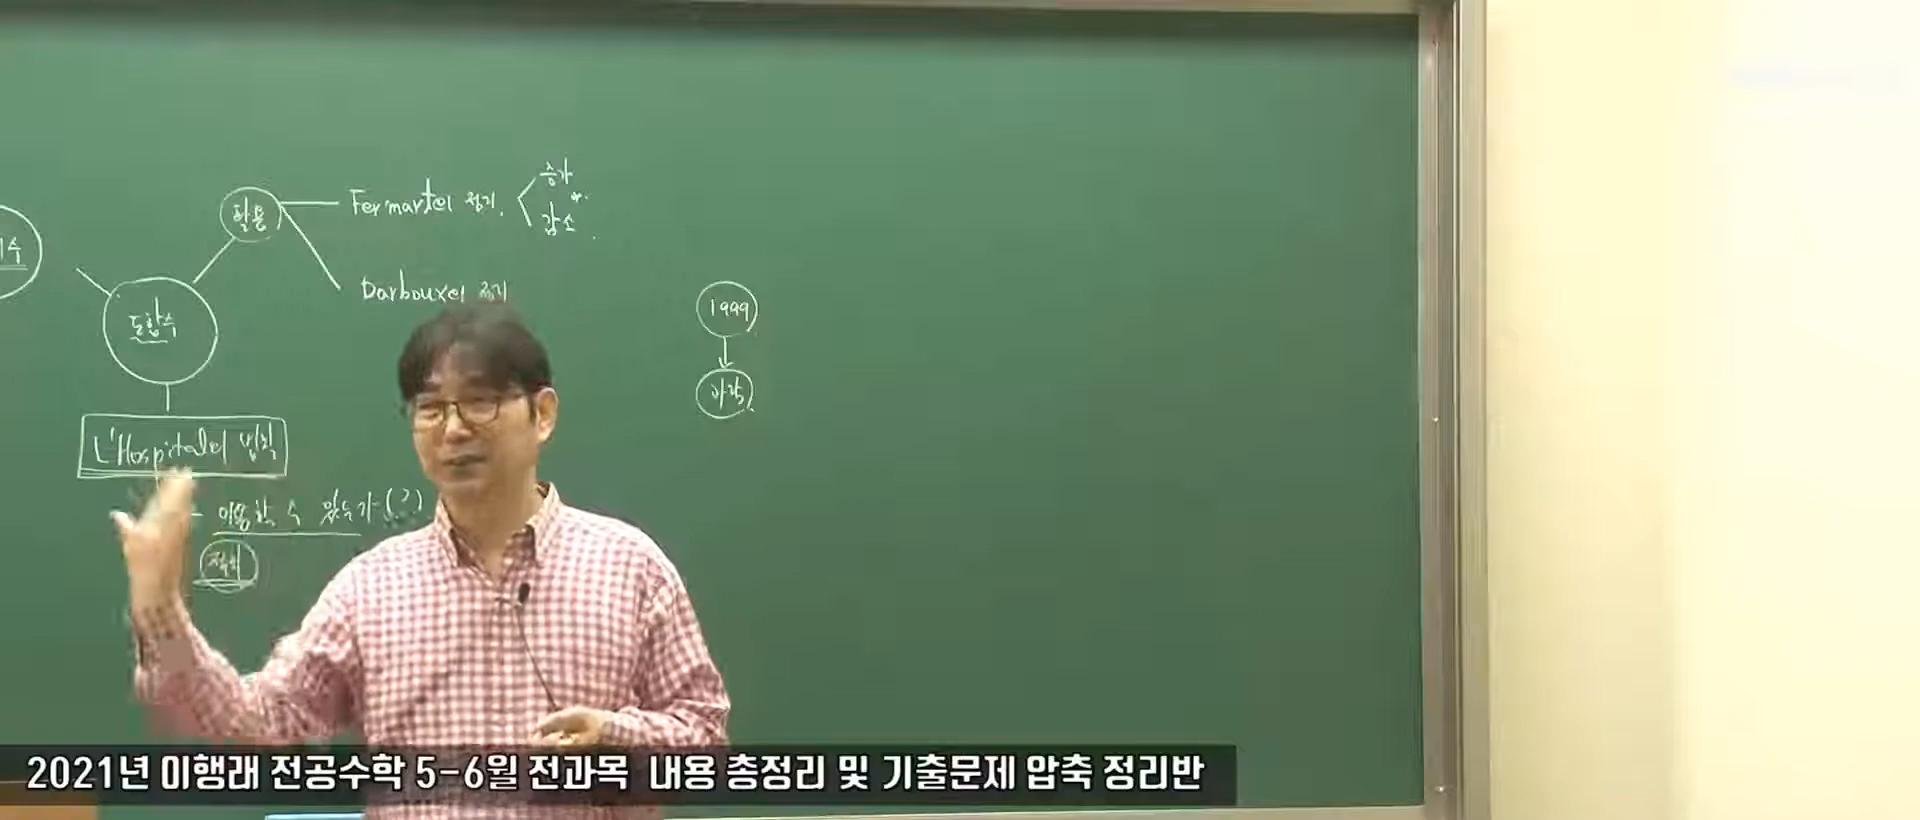 증가
Fermart의 정리.
감소
활용
Darboux의 정리
1999
도함수
L'Hospital의 법칙
이용할 수 있는가(?)
2021년 이행래 전공수학 5-6월 전과목 내용 총정리 및 기출문제 압축 정리반